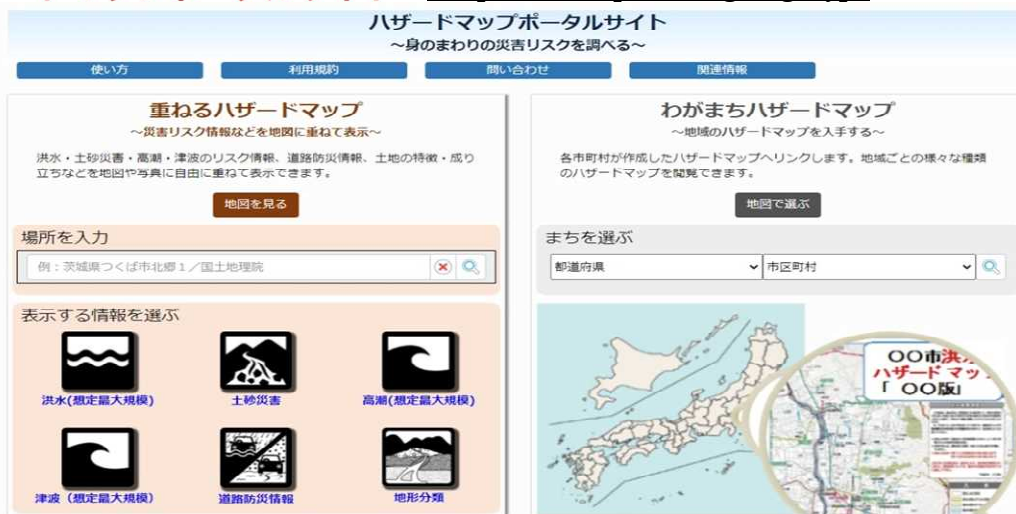 ハザードマップポータルサイト
～身のまわりの災害リスクを調べる～
使い方
利用規約
問い合わせ
関連情報
重ねるハザードマップ
～災害リスク情報などを地図に重ねて表示～
洪水・土砂災害・高潮・津波のリスク情報、道路防災情報、土地の特徴・成り
立ちなどを地図や写真に自由に重ねて表示できます。
地図を見る
場所を入力
例：茨城県つくば市北郷１／国土地理院
表示する情報を選ぶ
洪水(想定最大規模)
土砂災害
高潮(想定最大規模)
津波（想定最大規模）
道路防災情報
地形分類
わがまちハザードマップ
～地域のハザードマップを入手する～
各市町村が作成したハザードマップへリンクします。地域ごとの様々な種類
のハザードマップを閲覧できます。
地図で選ぶ
まちを選ぶ
都道府県
市区町村
〇〇市洪
ハザードマッ
「 〇〇版」